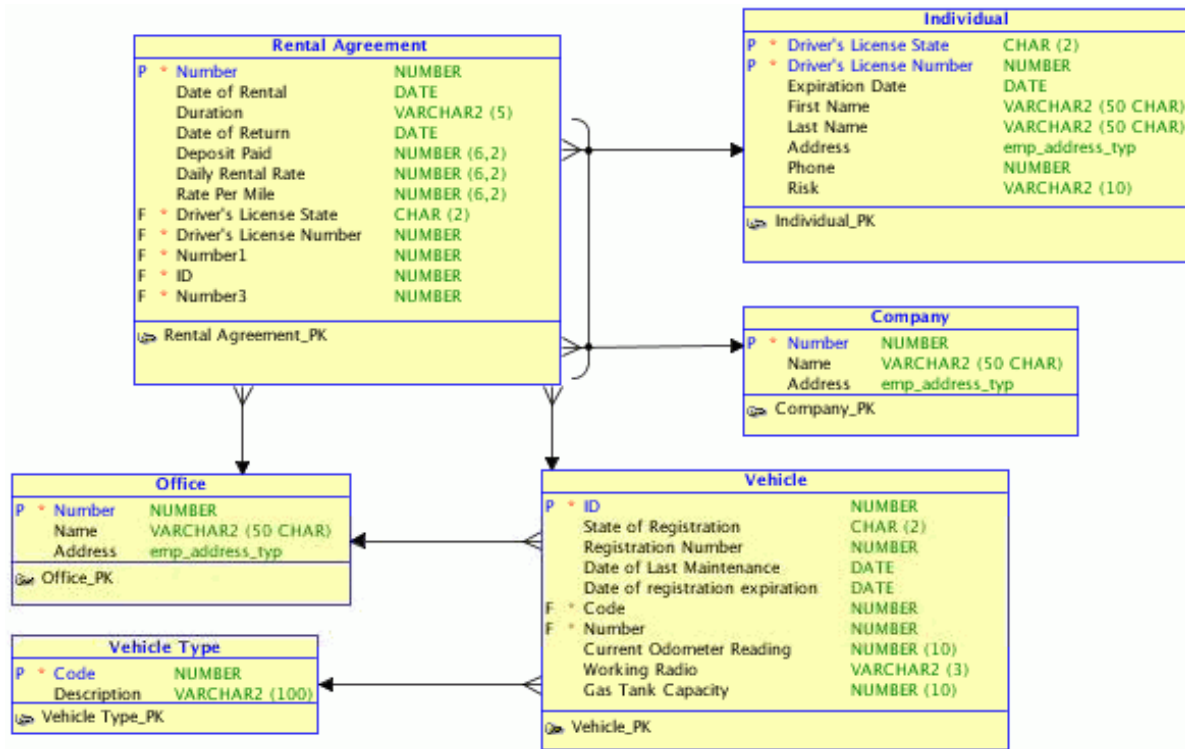 Rental Agreement
P * Number NUMBER
Date of Rental DATE
Duration VARCHAR2 (5)
Date of Return DATE
Deposit Paid NUMBER (6,2)
Daily Rental Rate NUMBER (6,2)
Rate Per Mile NUMBER (6,2)
F * Driver's License State CHAR (2)
F * Driver's License Number NUMBER
F * Number1 NUMBER
F * ID NUMBER
F * Number3 NUMBER
Rental Agreement_PK
Individual
P * Driver's License State CHAR (2)
P * Driver's License Number NUMBER
Expiration Date DATE
First Name VARCHAR2 (50 CHAR)
Last Name VARCHAR2 (50 CHAR)
Address emp_address_typ
Phone NUMBER
Risk VARCHAR2 (10)
Individual_PK
Company
P * Number NUMBER
Name VARCHAR2 (50 CHAR)
Address emp_address_typ
Company_PK
Office
P * Number NUMBER
Name VARCHAR2 (50 CHAR)
Address emp_address_typ
Office_PK
Vehicle
P * ID NUMBER
State of Registration CHAR (2)
Registration Number NUMBER
Date of Last Maintenance DATE
Date of registration expiration DATE
F * Code NUMBER
F * Number NUMBER
Current Odometer Reading NUMBER (10)
Working Radio VARCHAR2 (3)
Gas Tank Capacity NUMBER (10)
Vehicle_PK
Vehicle Type
P * Code NUMBER
Description VARCHAR2 (100)
Vehicle Type_PK